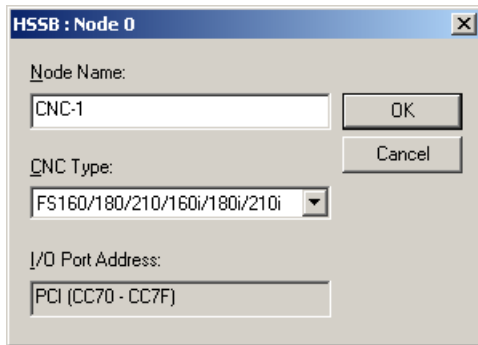 HSSB : Node 0
Node Name:
CNC-1
OK
Cancel
CNC Type:
FS160/180/210/160i/180i/210i
I/O Port Address:
PCI (CC70 - CC7F)